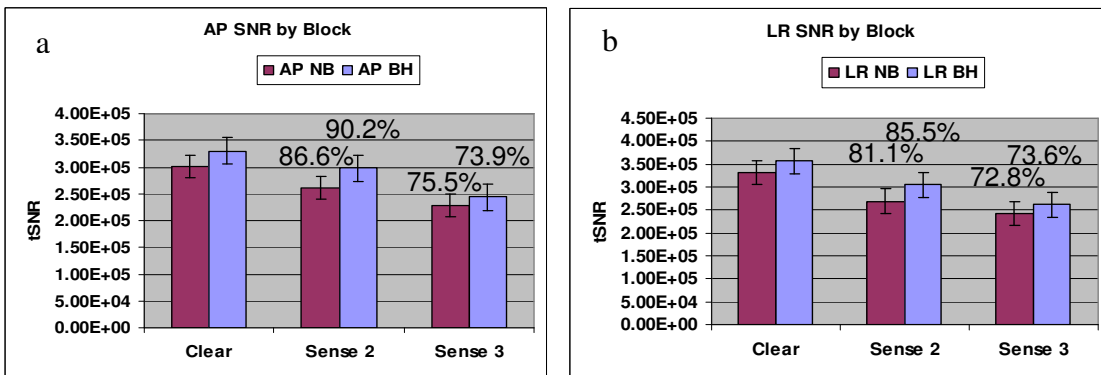 a
AP SNR by Block
AP NB AP BH
tSNR
4.00E+05
3.50E+05
3.00E+05
2.50E+05
2.00E+05
1.50E+05
1.00E+05
5.00E+04
0.00E+00
90.2%
86.6%
73.9%
75.5%
Clear Sense 2 Sense 3
b
LR SNR by Block
LR NB LR BH
tSNR
4.50E+05
4.00E+05
3.50E+05
3.00E+05
2.50E+05
2.00E+05
1.50E+05
1.00E+05
5.00E+04
0.00E+00
85.5%
81.1%
73.6%
72.8%
Clear Sense 2 Sense 3